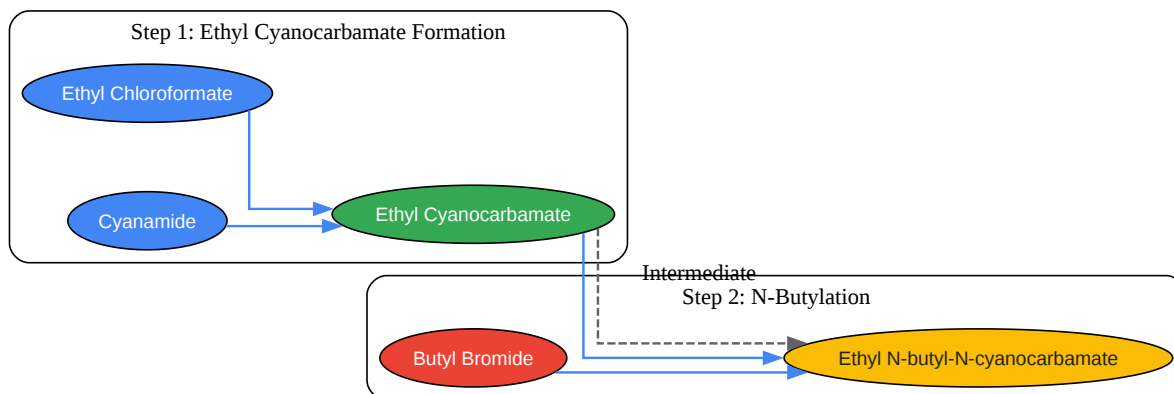 Step 1: Ethyl Cyanocarbamate Formation
Ethyl Chloroformate
Cyanamide
Ethyl Cyanocarbamate
Intermediate
Step 2: N-Butylation
Butyl Bromide
Ethyl N-butyl-N-cyanocarbamate